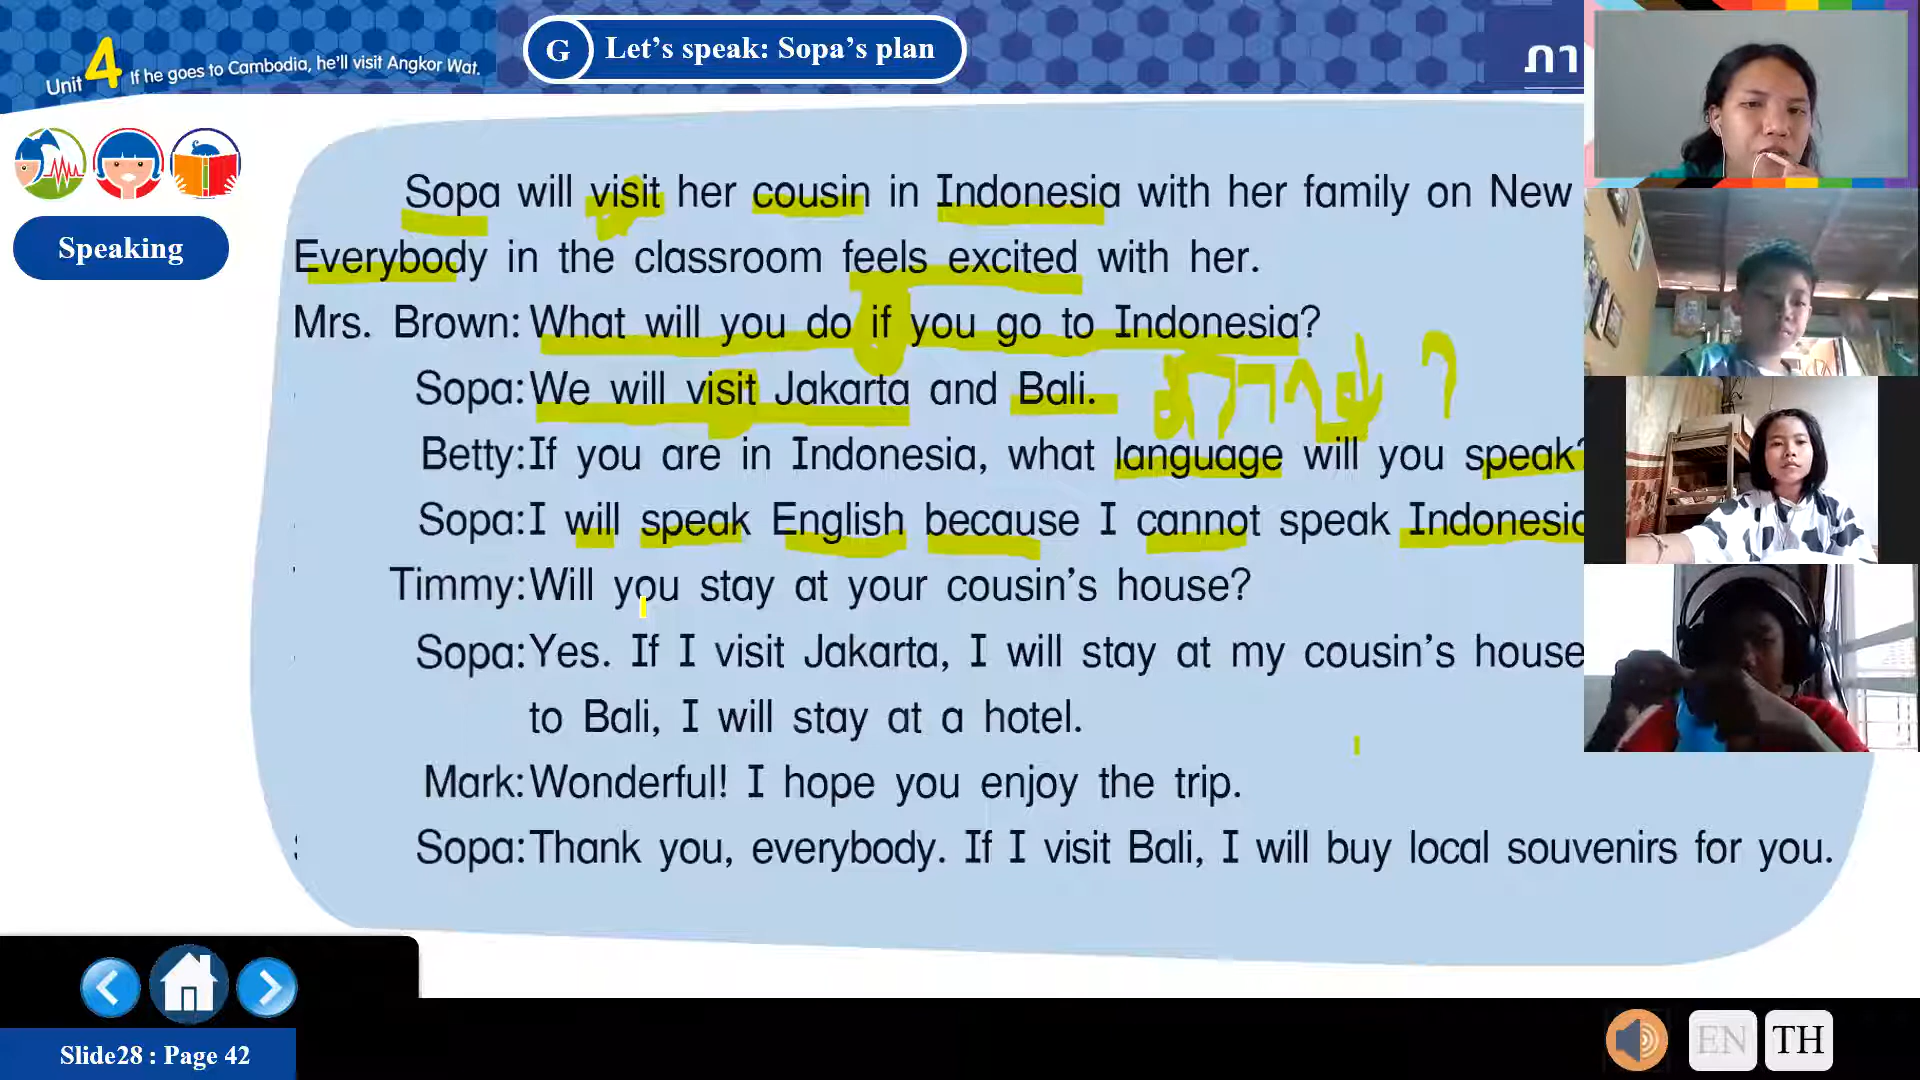 Unit 4 If he goes to Cambodia, he'll visit Angkor Wat.
G Let's speak: Sopa's plan
ภา
Speaking
Sopa will visit her cousin in Indonesia with her family on New
Everybody in the classroom feels excited with her.
Mrs. Brown: What will you do if you go to Indonesia?
Sopa: We will visit Jakarta and Bali.
Betty: If you are in Indonesia, what language will you speak?
Sopa: I will speak English because I cannot speak
Timmy: Will you stay at your cousin's house?
Sopa: Yes. If I visit Jakarta, I will stay at my cousin's house
to Bali, I will stay at a hotel.
Mark: Wonderful! I hope you enjoy the trip.
Sopa: Thank you, everybody. If I visit Bali, I will buy local souvenirs for you.
Slide28 : Page 42
EN TH